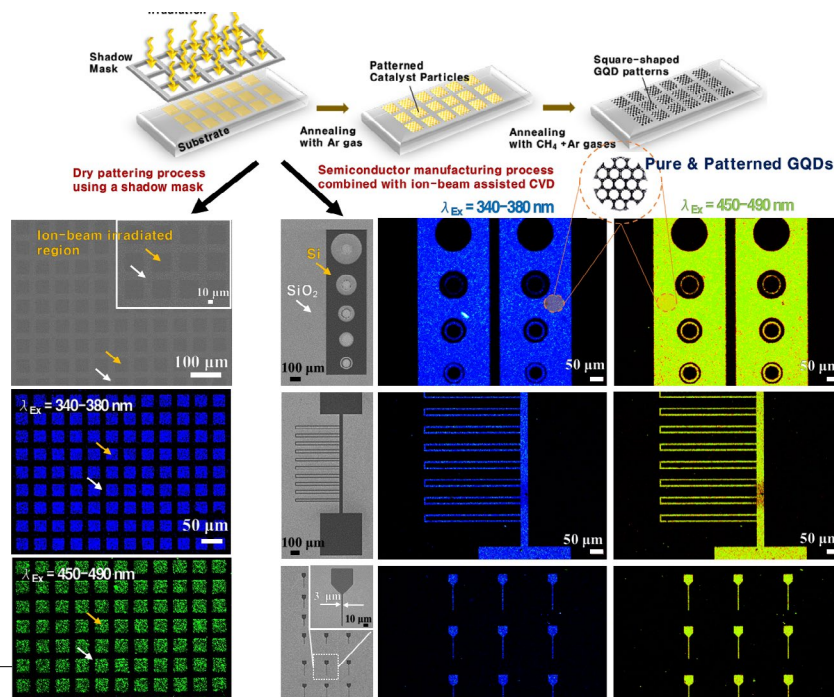 Irradiation
Shadow
Mask
Substrate
Annealing
with Ar gas
Patterned
Catalyst Particles
Annealing
with CH4 +Ar gases
Square-shaped
GQD patterns
Dry pattering process
using a shadow mask
Semiconductor manufacturing process
combined with ion-beam assisted CVD
Pure & Patterned GQDs
Ion-beam irradiated
region
10 μm
100 μm
λEx = 340-380 nm
50 μm
λEx = 450-490 nm
Si
SiO2
100 μm
λEx = 340-380 nm
50 μm
λEx = 450-490 nm
50 μm
100 μm
50 μm
50 μm
3 μm
10 μm